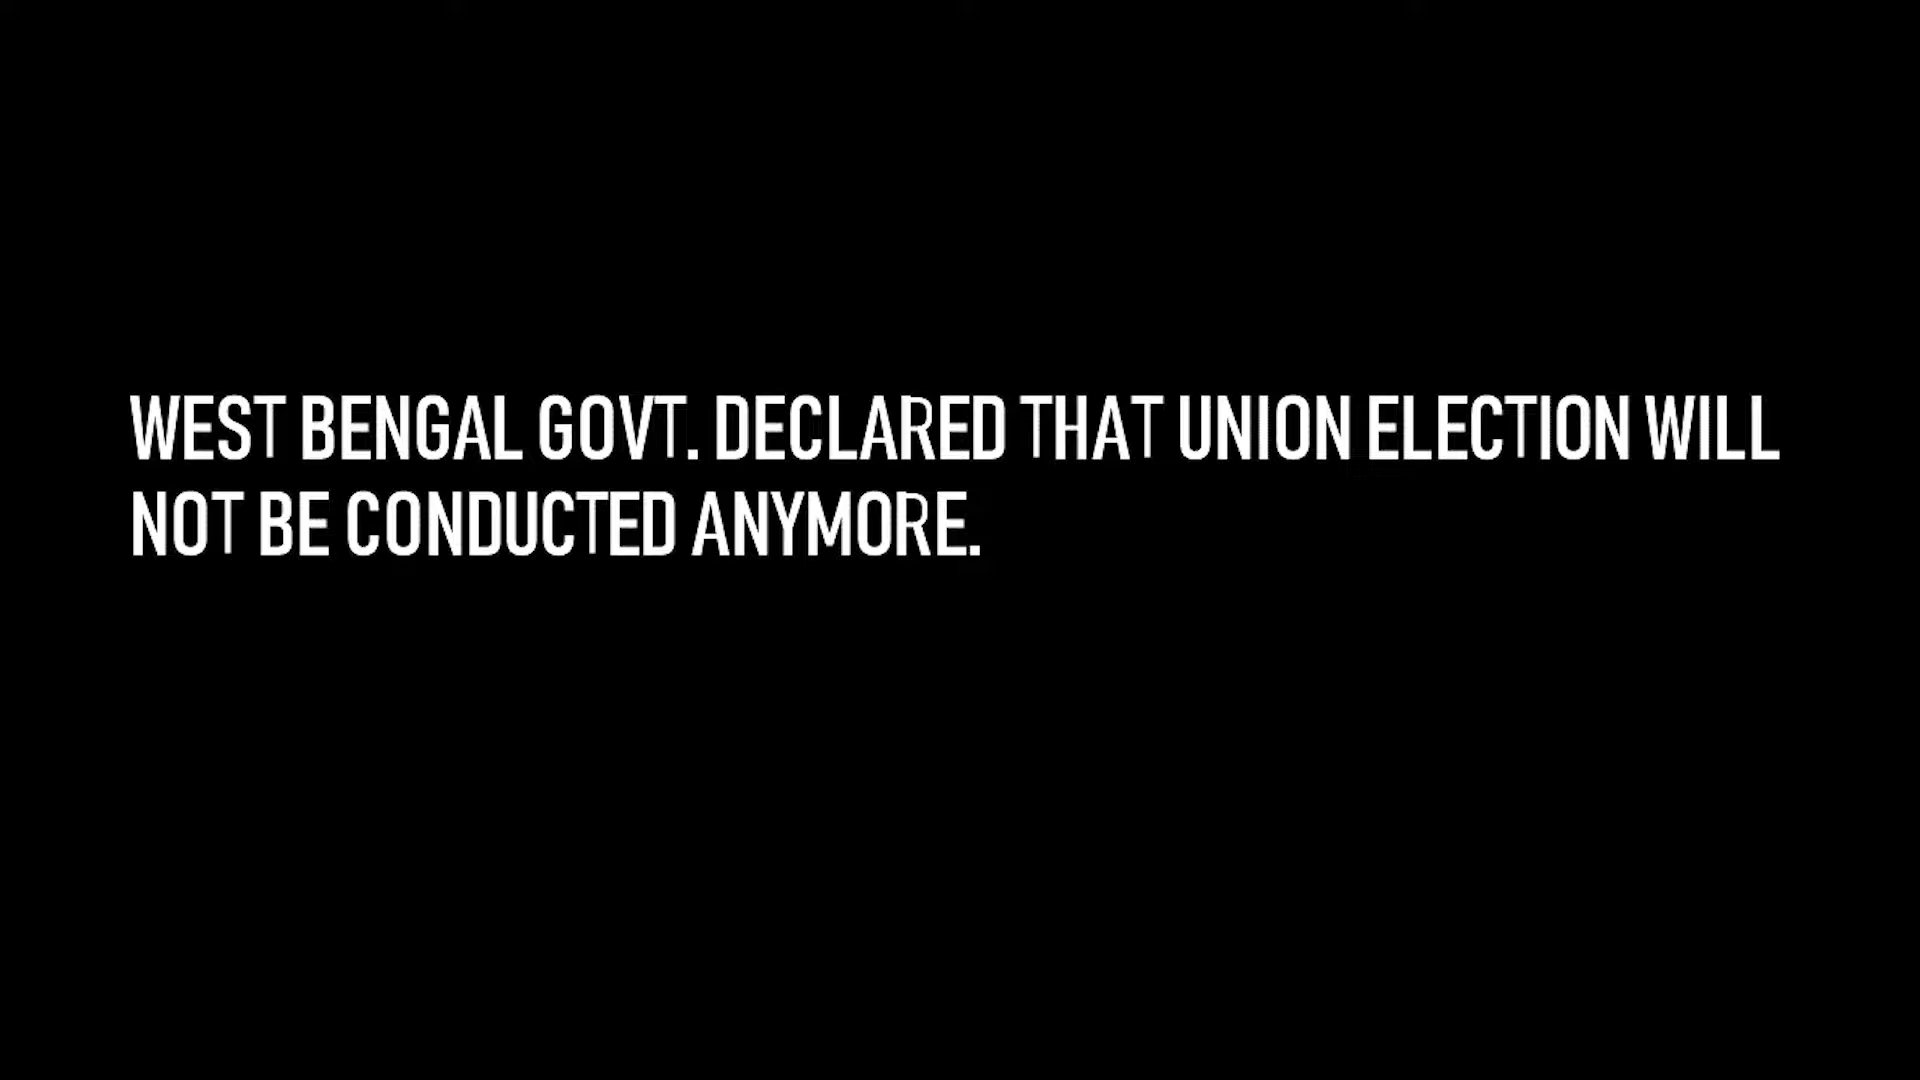 WEST BENGAL GOVT. DECLARED THAT UNION ELECTION WILL
NOT BE CONDUCTED ANYMORE.